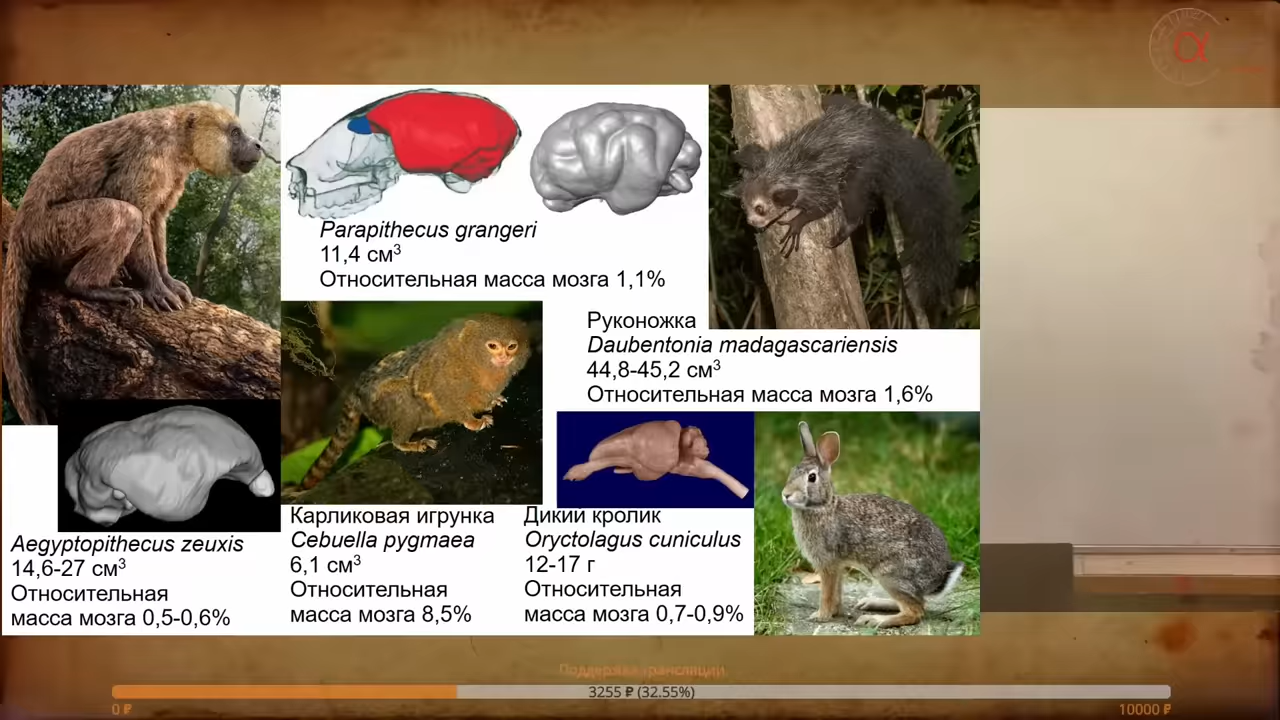 α
Parapithecus grangeri
11,4 см³
Относительная масса мозга 1,1%
Руконожка
Daubentonia madagascariensis
44,8-45,2 см³
Относительная масса мозга 1,6%
Aegyptopithecus zeuxis
14,6-27 см³
Относительная
масса мозга 0,5-0,6%
Карликовая игрунка
Cebuella pygmaea
6,1 см³
Относительная
масса мозга 8,5%
Дикий кролик
Oryctolagus cuniculus
12-17 г
Относительная
масса мозга 0,7-0,9%
Поддержка трансляции
3255 ₽ (32.55%)
0 ₽
10000 ₽